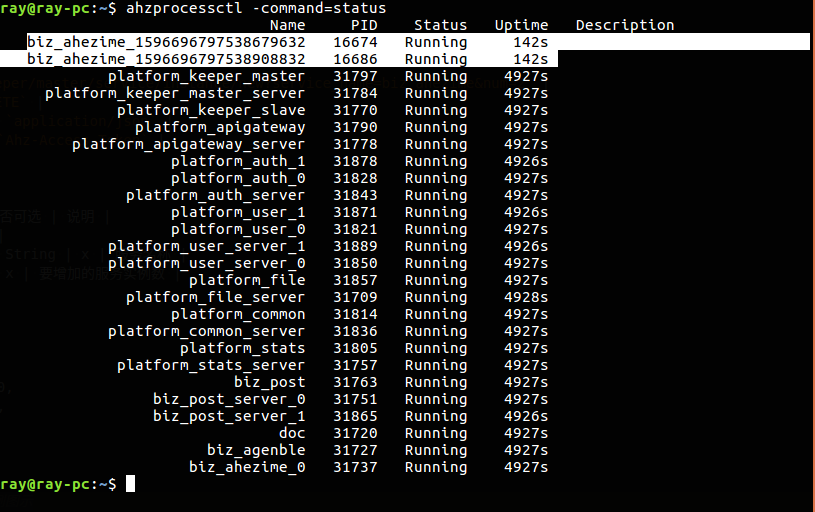 ray@ray-pc:~$ ahzprocessctl -command=status
Name PID Status Uptime Description
biz_ahezime_1596696797538679632 16674 Running 142s
biz_ahezime_1596696797538908832 16686 Running 142s
platform_keeper_master 31797 Running 4927s
platform_keeper_master_server 31784 Running 4927s
platform_keeper_slave 31770 Running 4927s
platform_apigateway 31790 Running 4927s
platform_apigateway_server 31778 Running 4927s
platform_auth_1 31878 Running 4926s
platform_auth_0 31828 Running 4927s
platform_auth_server 31843 Running 4927s
platform_user_1 31871 Running 4926s
platform_user_0 31821 Running 4927s
platform_user_server_1 31889 Running 4926s
platform_user_server_0 31850 Running 4927s
platform_file 31857 Running 4927s
platform_file_server 31709 Running 4928s
platform_common 31814 Running 4927s
platform_common_server 31836 Running 4927s
platform_stats 31805 Running 4927s
platform_stats_server 31757 Running 4927s
biz_post 31763 Running 4927s
biz_post_server_0 31751 Running 4927s
biz_post_server_1 31865 Running 4926s
doc 31720 Running 4927s
biz_agenble 31727 Running 4927s
biz_ahezime_0 31737 Running 4927s
ray@ray-pc:~$